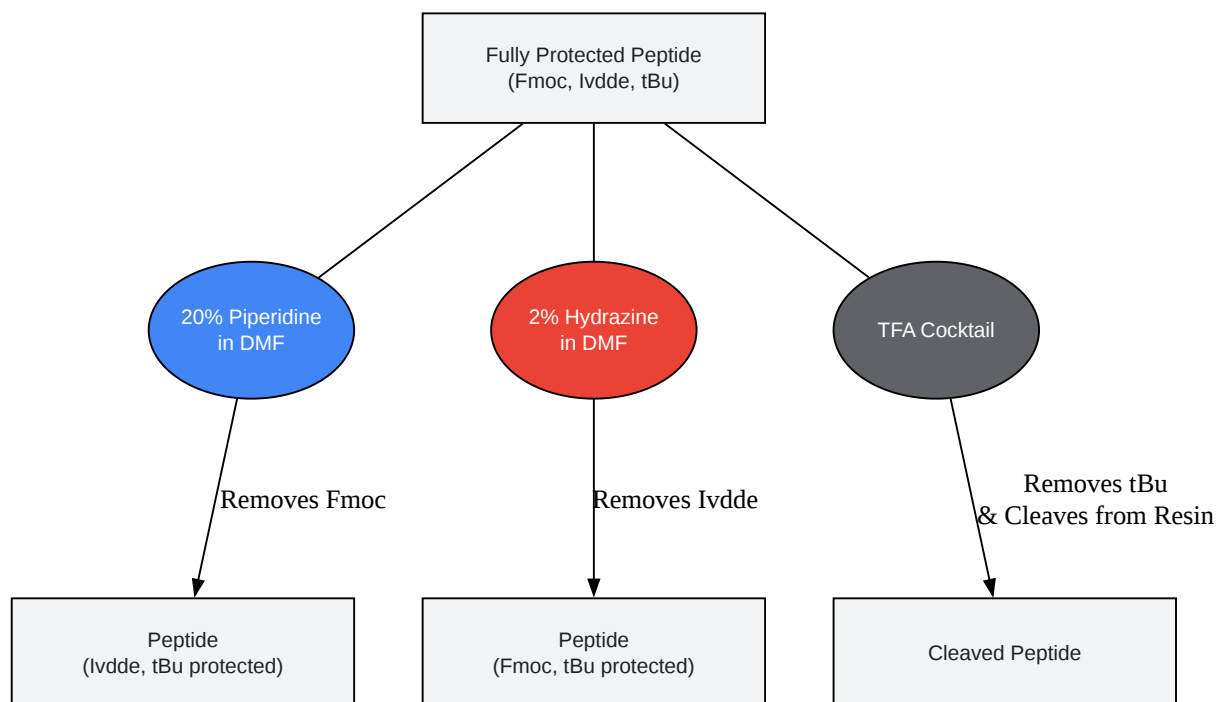 Fully Protected Peptide
(Fmoc, Ivdde, tBu)
20% Piperidine
in DMF
2% Hydrazine
in DMF
TFA Cocktail
Removes Fmoc
Removes Ivdde
Removes tBu
& Cleaves from Resin
Peptide
(Ivdde, tBu protected)
Peptide
(Fmoc, tBu protected)
Cleaved Peptide